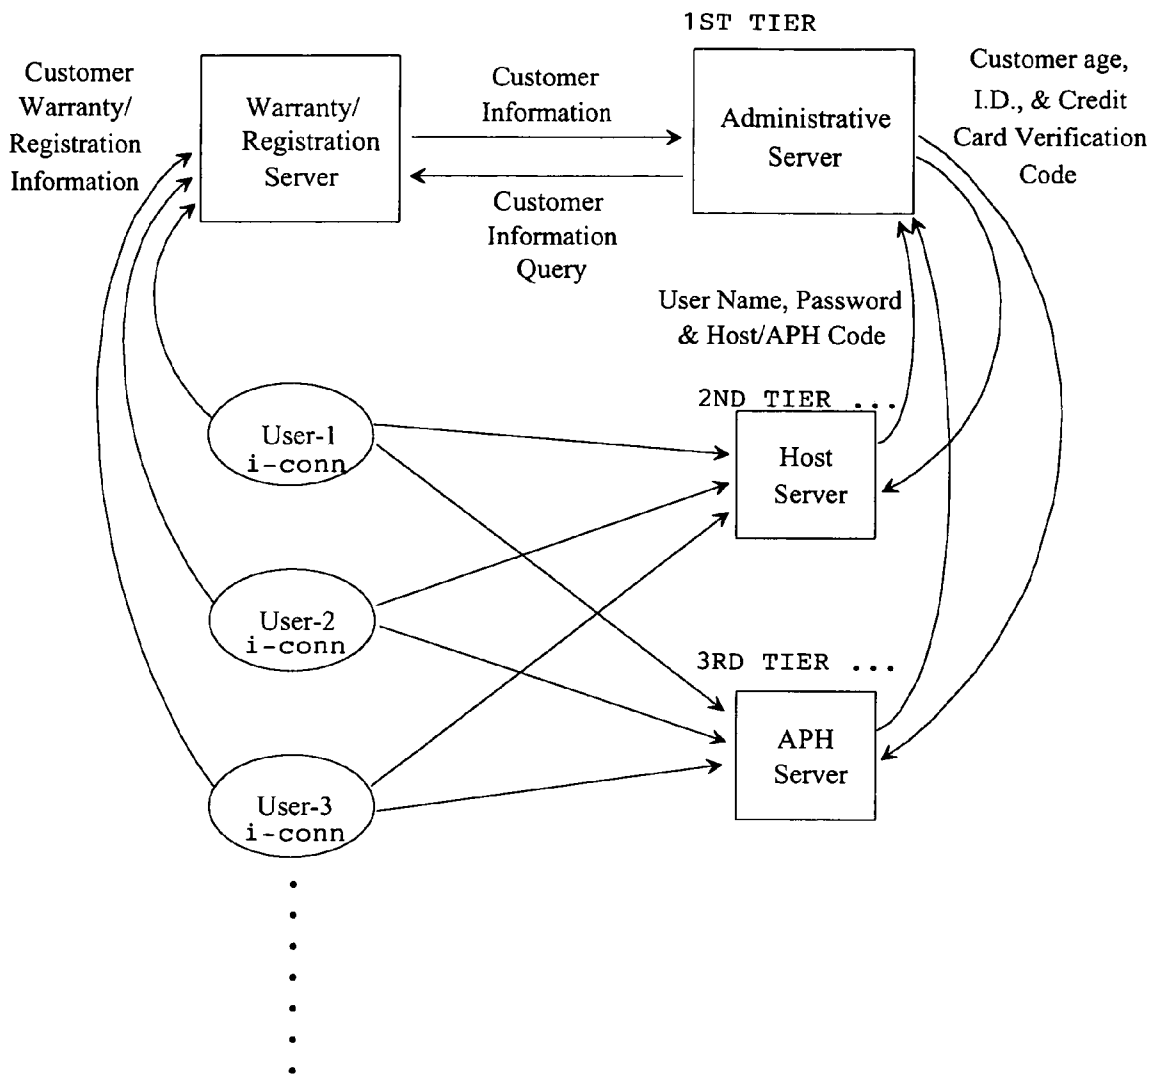 1ST TIER
Customer
Warranty/
Registration
Information
Warranty/
Registration
Server
Customer
Information
Customer
Information
Query
Administrative
Server
Customer age,
I.D., & Credit
Card Verification
Code
User Name, Password
& Host/APH Code
2ND TIER ...
User-1
i-conn
Host
Server
User-2
i-conn
3RD TIER ...
APH
Server
User-3
i-conn